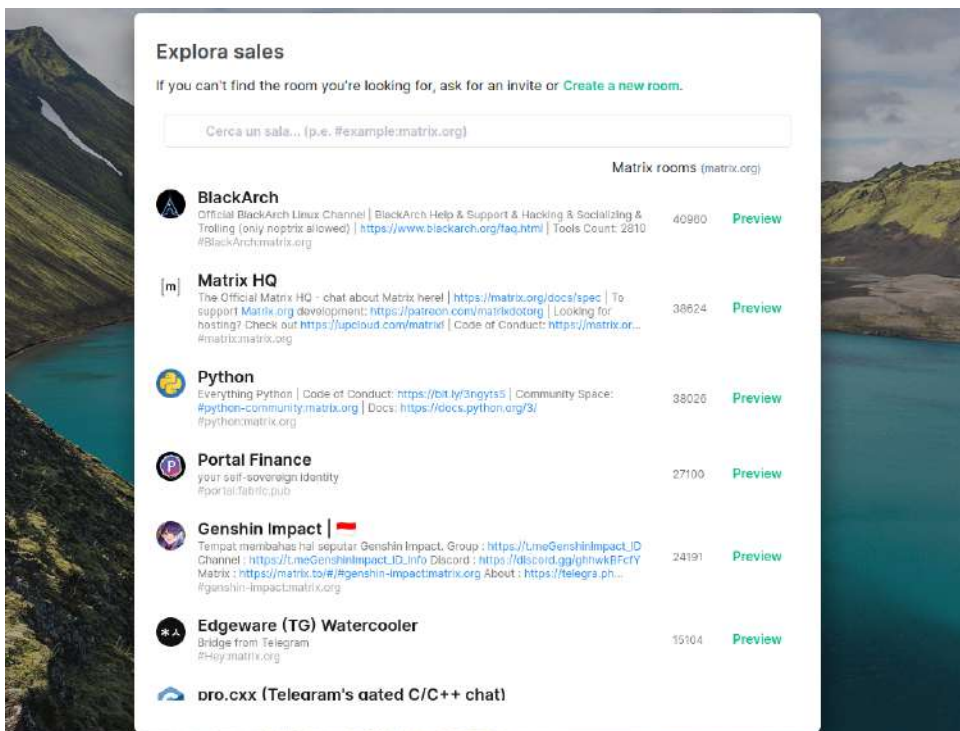 Explora sales
If you can't find the room you're looking for, ask for an invite or Create a new room.
Cerca un sala... (p.e. #example:matrix.org)
Matrix rooms (matrix.org)
BlackArch
Official BlackArch Linux Channel | BlackArch Help & Support & Hacking & Socializing &
Trolling (only noptrix allowed) | https://www.blackarch.org/faq.html | Tools Count: 2810
#BlackArch:matrix.org
40980
Preview
Matrix HQ
[m]
The Official Matrix HQ - chat about Matrix here! | https://matrix.org/docs/spec | To
support Matrix.org development: https://patreon.com/matrixdotorg | Looking for
hosting? Check out https://upcloud.com/matrix! | Code of Conduct: https://matrix.or...
#matrix:matrix.org
38624
Preview
Python
Everything Python | Code of Conduct: https://bit.ly/3ngyts5 | Community Space:
#python-community:matrix.org | Docs: https://docs.python.org/3/
#python:matrix.org
38026
Preview
P
Portal Finance
your self-sovereign identity
#portal:fabric.pub
27100
Preview
Genshin Impact |
Tempat membahas hal seputar Genshin Impact. Group : https://t.meGenshinImpact_ID
Channel : https://t.meGenshinImpact_ID_Info Discord : https://discord.gg/ghhwkBFcfY
Matrix : https://matrix.to/#/#genshin-impact:matrix.org About : https://telegra.ph...
#genshin-impact:matrix.org
24191
Preview
Edgeware (TG) Watercooler
Bridge from Telegram
#Hey:matrix.org
15104
Preview
pro.cxx (Telegram's gated C/C++ chat)